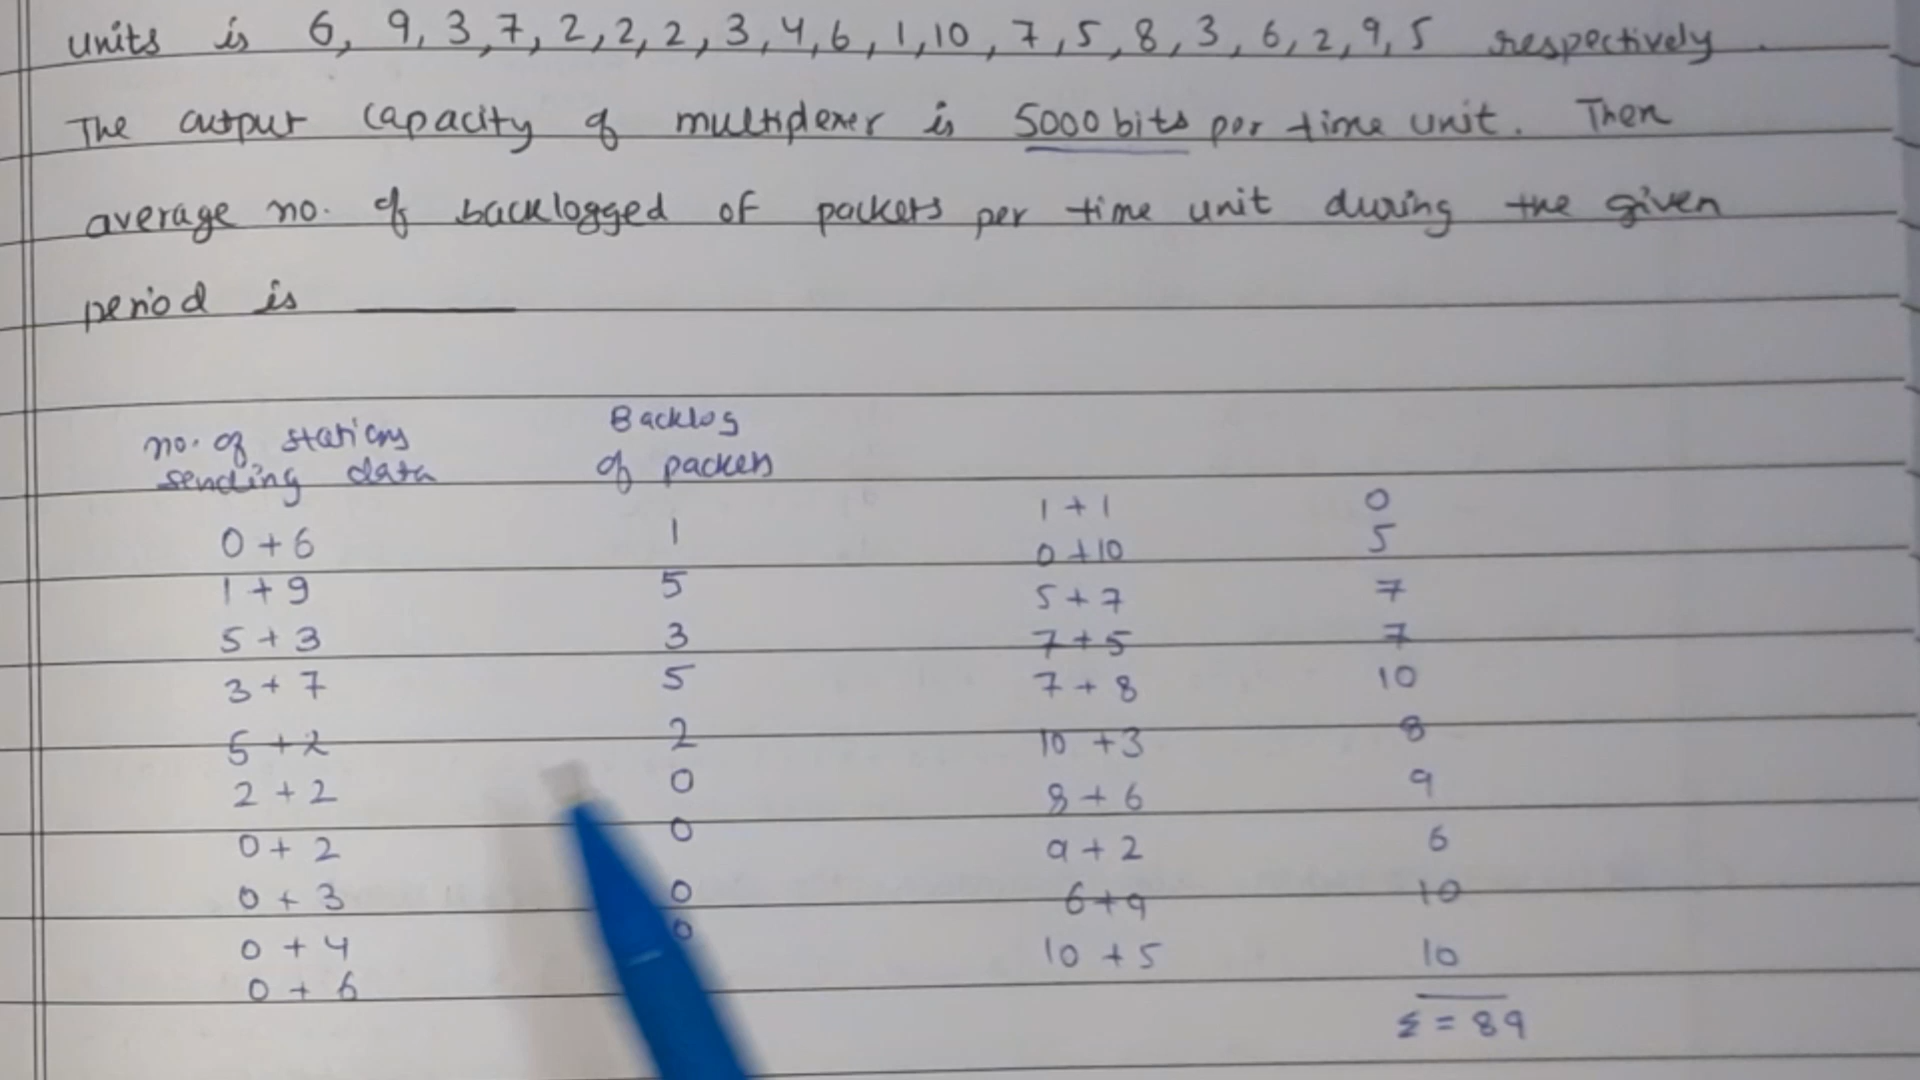 units is 6, 9, 3, 7, 2, 2, 2, 3, 4, 6, 1, 10, 7, 5, 8, 3, 6, 2, 9, 5 respectively.
The output capacity of multiplexer is 5000 bits per time unit. Then
average no. of backlogged of packets per time unit during the given
period is
no. of stations sending data
Backlog of packets
0 + 6 1
1 + 9 5
5 + 3 3
3 + 7 5
5 + 2 2
2 + 2 0
0 + 2 0
0 + 3 0
0 + 4 0
0 + 6
1 + 1 0
0 + 10 5
5 + 7 7
7 + 5 7
7 + 8 10
10 + 3 8
8 + 6 9
9 + 2 6
6 + 9 10
10 + 5 10
Σ = 89